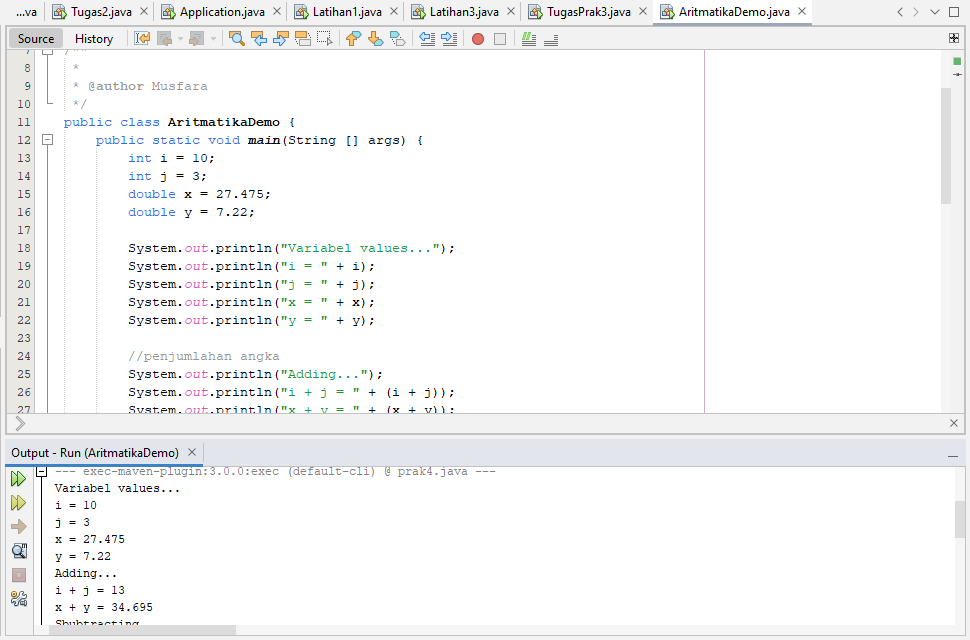 ...va Tugas2.java Application.java Latihan1.java Latihan3.java TugasPrak3.java AritmatikaDemo.java
Source History
7 /**
8 *
9 * @author Musfara
10 */
11 public class AritmatikaDemo {
12 public static void main(String [] args) {
13 int i = 10;
14 int j = 3;
15 double x = 27.475;
16 double y = 7.22;
17
18 System.out.println("Variabel values...");
19 System.out.println("i = " + i);
20 System.out.println("j = " + j);
21 System.out.println("x = " + x);
22 System.out.println("y = " + y);
23
24 //penjumlahan angka
25 System.out.println("Adding...");
26 System.out.println("i + j = " + (i + j));
27 System.out.println("x + y = " + (x + y));
Output - Run (AritmatikaDemo)
--- exec-maven-plugin:3.0.0:exec (default-cli) @ prak4.java ---
Variabel values...
i = 10
j = 3
x = 27.475
y = 7.22
Adding...
i + j = 13
x + y = 34.695
Sbubtracting